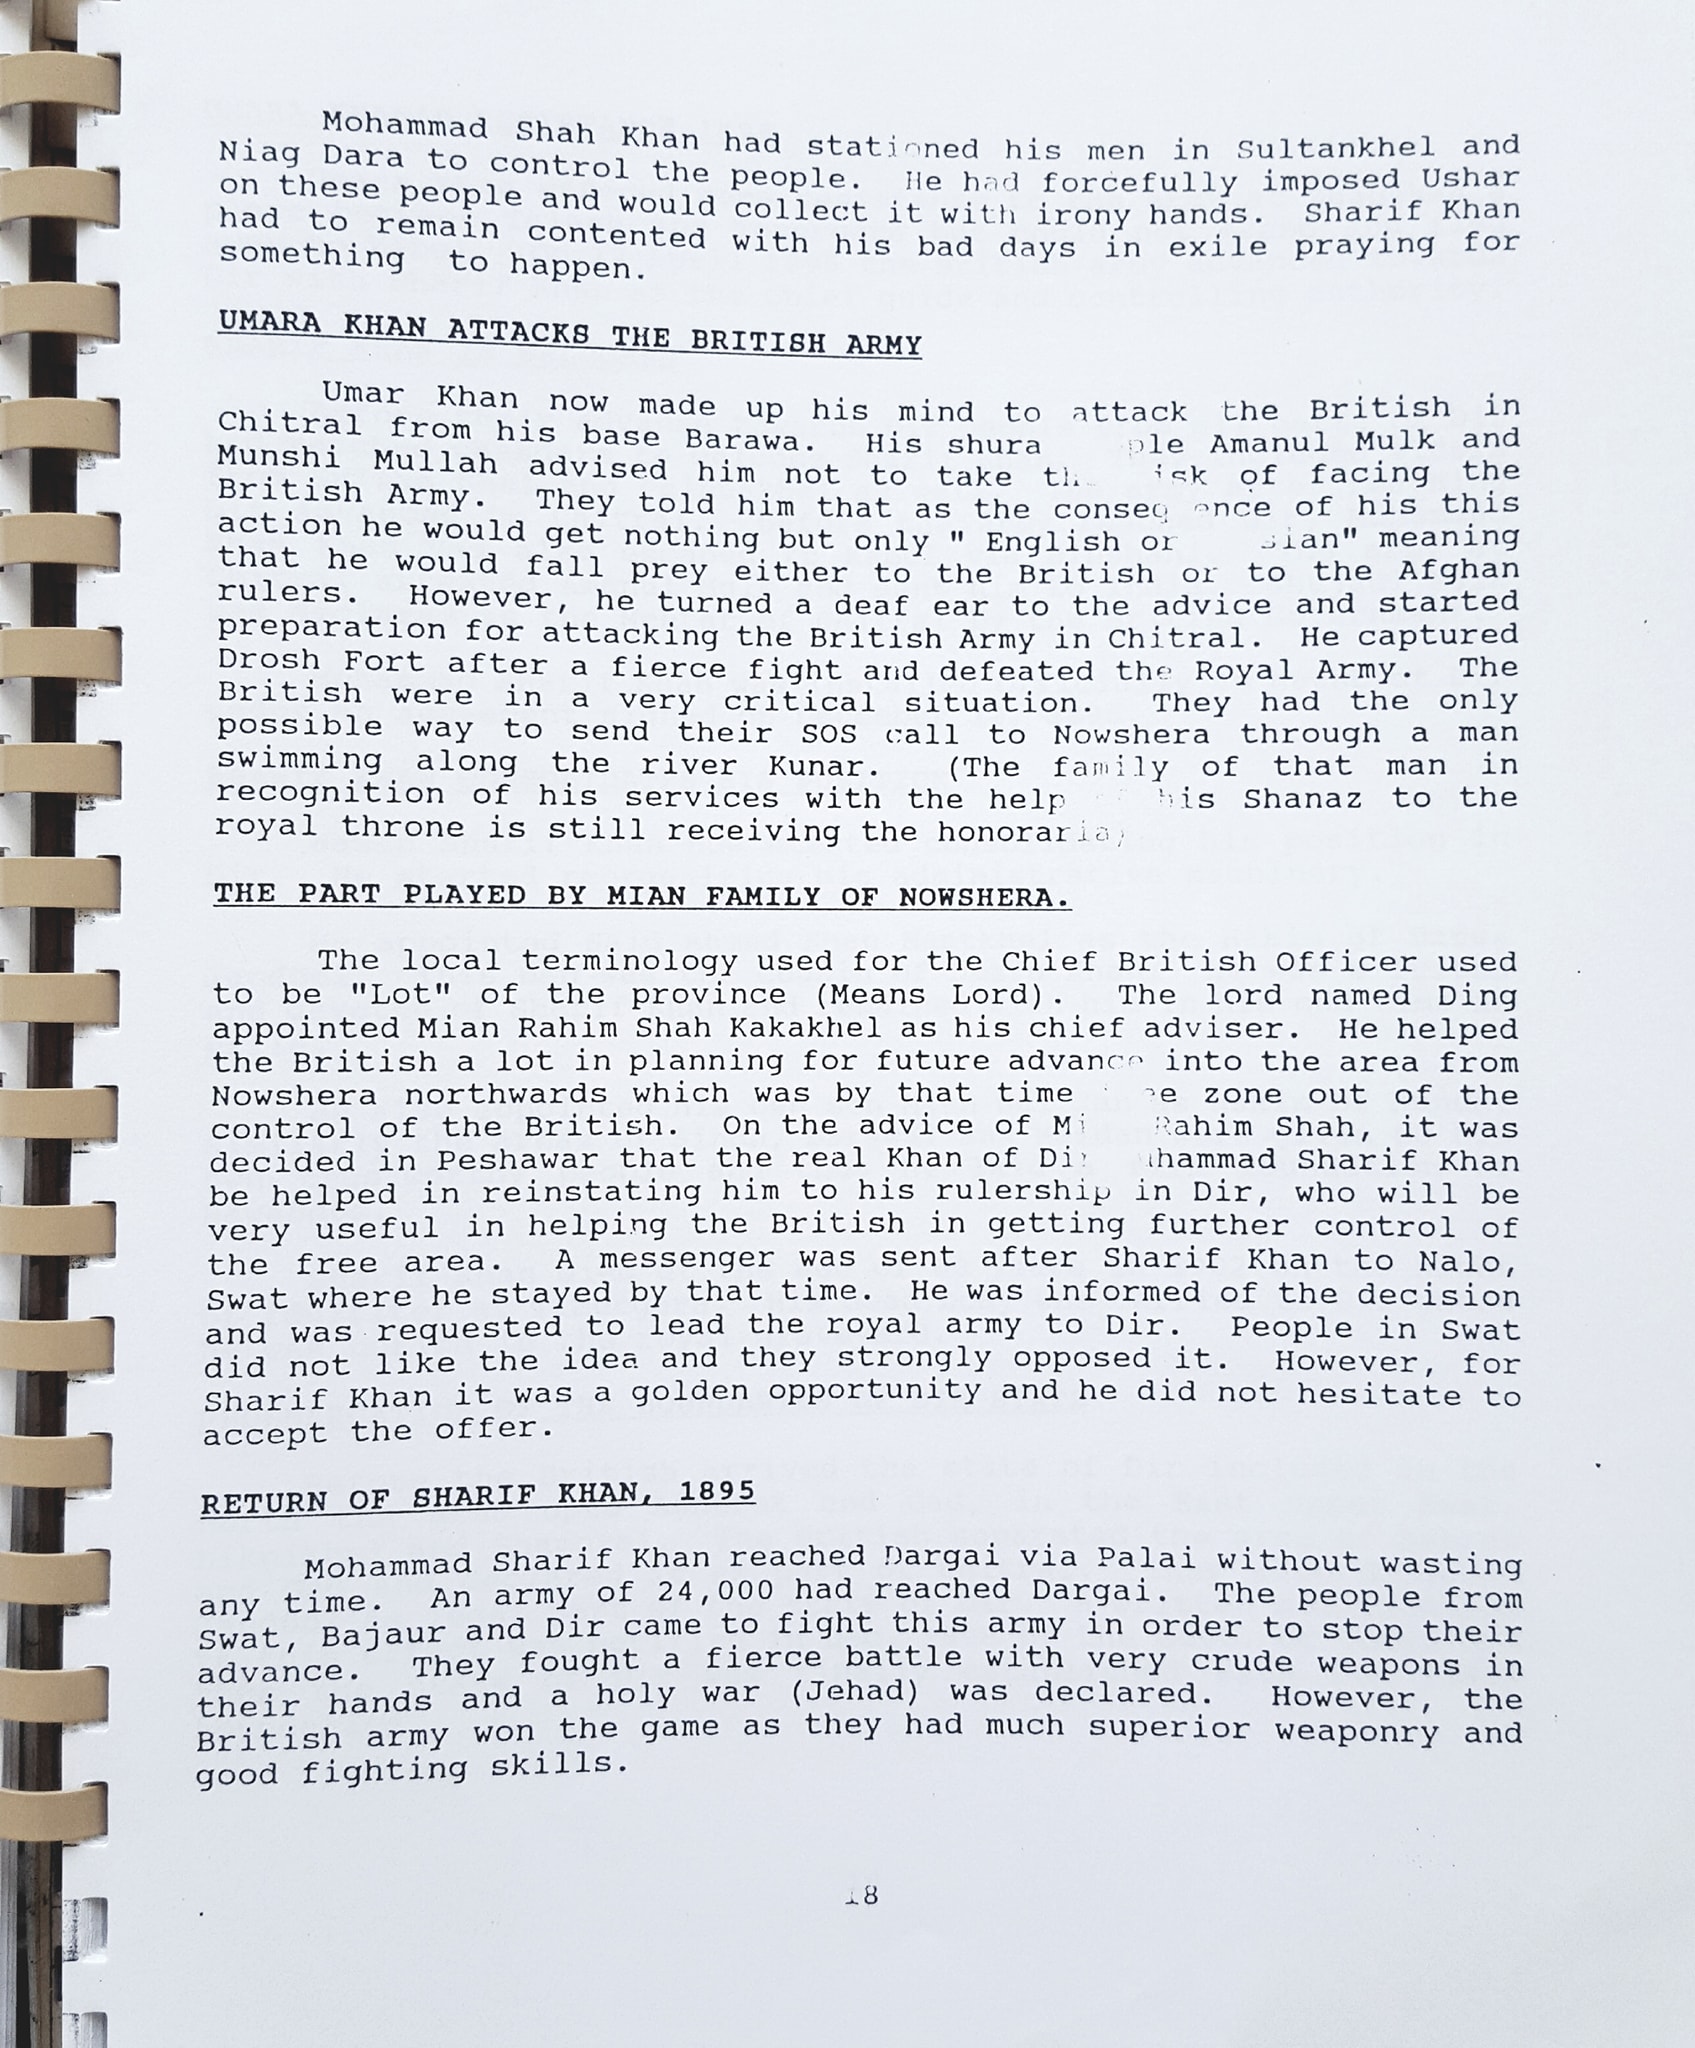 Mohammad Shah Khan had stationed his men in Sultankhel and
Niag Dara to control the people. He had forcefully imposed Ushar
on these people and would collect it with irony hands. Sharif Khan
had to remain contented with his bad days in exile praying for
something to happen.
UMARA KHAN ATTACKS THE BRITISH ARMY
Umar Khan now made up his mind to attack the British in
Chitral from his base Barawa. His shura Amanul Mulk and
Munshi Mullah advised him not to take of facing the
British Army. They told him that as the conseq ence of his this
action he would get nothing but only " English or meaning
that he would fall prey either to the British or to the Afghan
rulers. However, he turned a deaf ear to the advice and started
preparation for attacking the British Army in Chitral. He captured
Drosh Fort after a fierce fight and defeated the Royal Army. The
British were in a very critical situation. They had the only
possible way to send their SOS call to Nowshera through a man
swimming along the river Kunar. (The family of that man in
recognition of his services with the help his Shanaz to the
royal throne is still receiving the honoraria)
THE PART PLAYED BY MIAN FAMILY OF NOWSHERA.
The local terminology used for the Chief British Officer used
to be "Lot" of the province (Means Lord). The lord named Ding
appointed Mian Rahim Shah Kakakhel as his chief adviser. He helped
the British a lot in planning for future advance into the area from
Nowshera northwards which was by that time zone out of the
control of the British. On the advice of Rahim Shah, it was
decided in Peshawar that the real Khan of Dir Sharif Khan
be helped in reinstating him to his rulership in Dir, who will be
very useful in helping the British in getting further control of
the free area. A messenger was sent after Sharif Khan to Nalo,
Swat where he stayed by that time. He was informed of the decision
and was requested to lead the royal army to Dir. People in Swat
did not like the idea and they strongly opposed it. However, for
Sharif Khan it was a golden opportunity and he did not hesitate to
accept the offer.
RETURN OF SHARIF KHAN, 1895
Mohammad Sharif Khan reached Dargai via Palai without wasting
any time. An army of 24,000 had reached Dargai. The people from
Swat, Bajaur and Dir came to fight this army in order to stop their
advance. They fought a fierce battle with very crude weapons in
their hands and a holy war (Jehad) was declared. However, the
British army won the game as they had much superior weaponry and
good fighting skills.
18